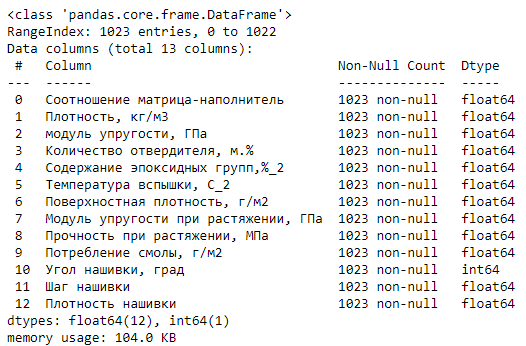 <class 'pandas.core.frame.DataFrame'>
RangeIndex: 1023 entries, 0 to 1022
Data columns (total 13 columns):
 #   Column                                Non-Null Count  Dtype
---  ------                                --------------  -----
 0   Соотношение матрица-наполнитель       1023 non-null   float64
 1   Плотность, кг/м3                      1023 non-null   float64
 2   модуль упругости, ГПа                 1023 non-null   float64
 3   Количество отвердителя, м.%           1023 non-null   float64
 4   Содержание эпоксидных групп,%_2       1023 non-null   float64
 5   Температура вспышки, С_2              1023 non-null   float64
 6   Поверхностная плотность, г/м2         1023 non-null   float64
 7   Модуль упругости при растяжении, ГПа  1023 non-null   float64
 8   Прочность при растяжении, МПа         1023 non-null   float64
 9   Потребление смолы, г/м2               1023 non-null   float64
 10  Угол нашивки, град                    1023 non-null   int64
 11  Шаг нашивки                           1023 non-null   float64
 12  Плотность нашивки                     1023 non-null   float64
dtypes: float64(12), int64(1)
memory usage: 104.0 KB